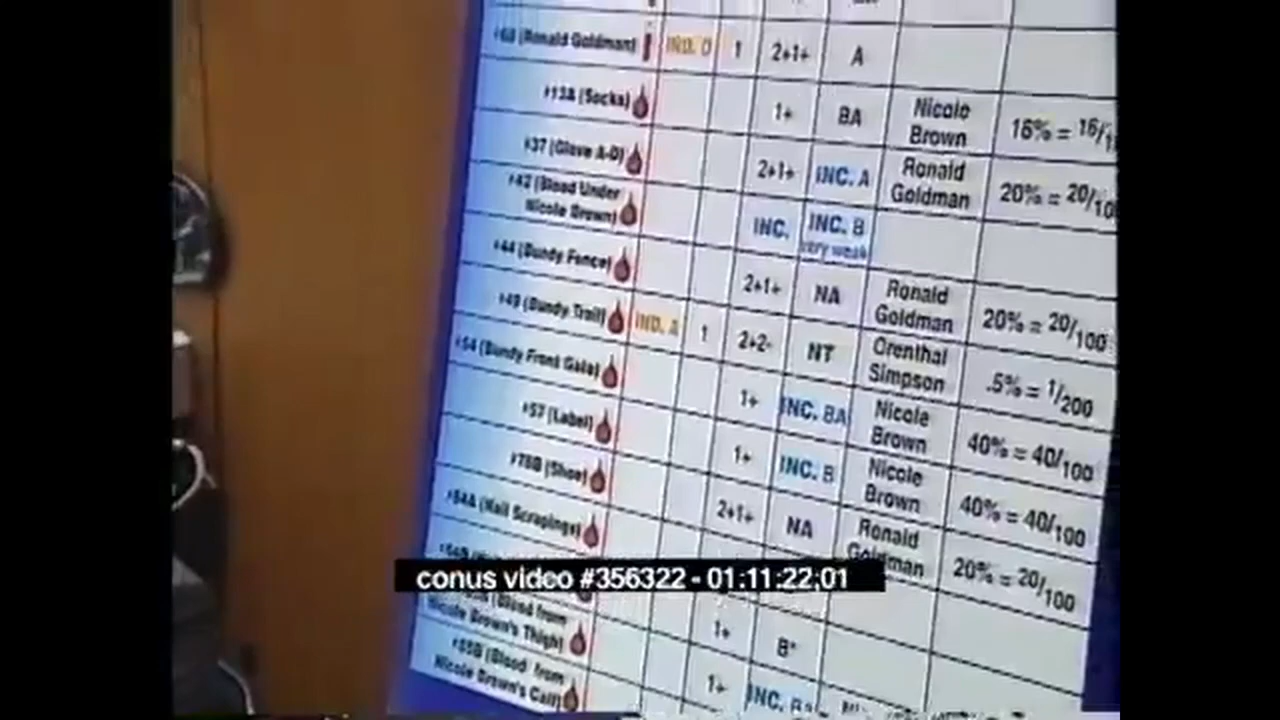 #68 (Ronald Goldman) IND. O 1 2+1+ A
#13A (Socks) 1+ BA Nicole Brown 16% = 16/1
#37 (Glove A-D) 2+1+ INC. A Ronald Goldman 20% = 20/10
#42 (Blood Under Nicole Brown) INC. INC. B very weak
#44 (Bundy Fence) 2+1+ NA Ronald Goldman 20% = 20/100
#49 (Bundy Trail) IND. A 1 2+2- NT Orenthal Simpson .5% = 1/200
#54 (Bundy Front Gate) 1+ INC. BA Nicole Brown 40% = 40/100
#57 (Label) 1+ INC. B Nicole Brown 40% = 40/100
#78B (Shoe) 2+1+ NA Ronald Goldman 20% = 20/100
#84A (Nail Scrapings)
conus video #356322 - 01:11:22;01
(Blood from Nicole Brown's Thigh) 1+ B*
#85B (Blood from Nicole Brown's Calf) 1+ INC.